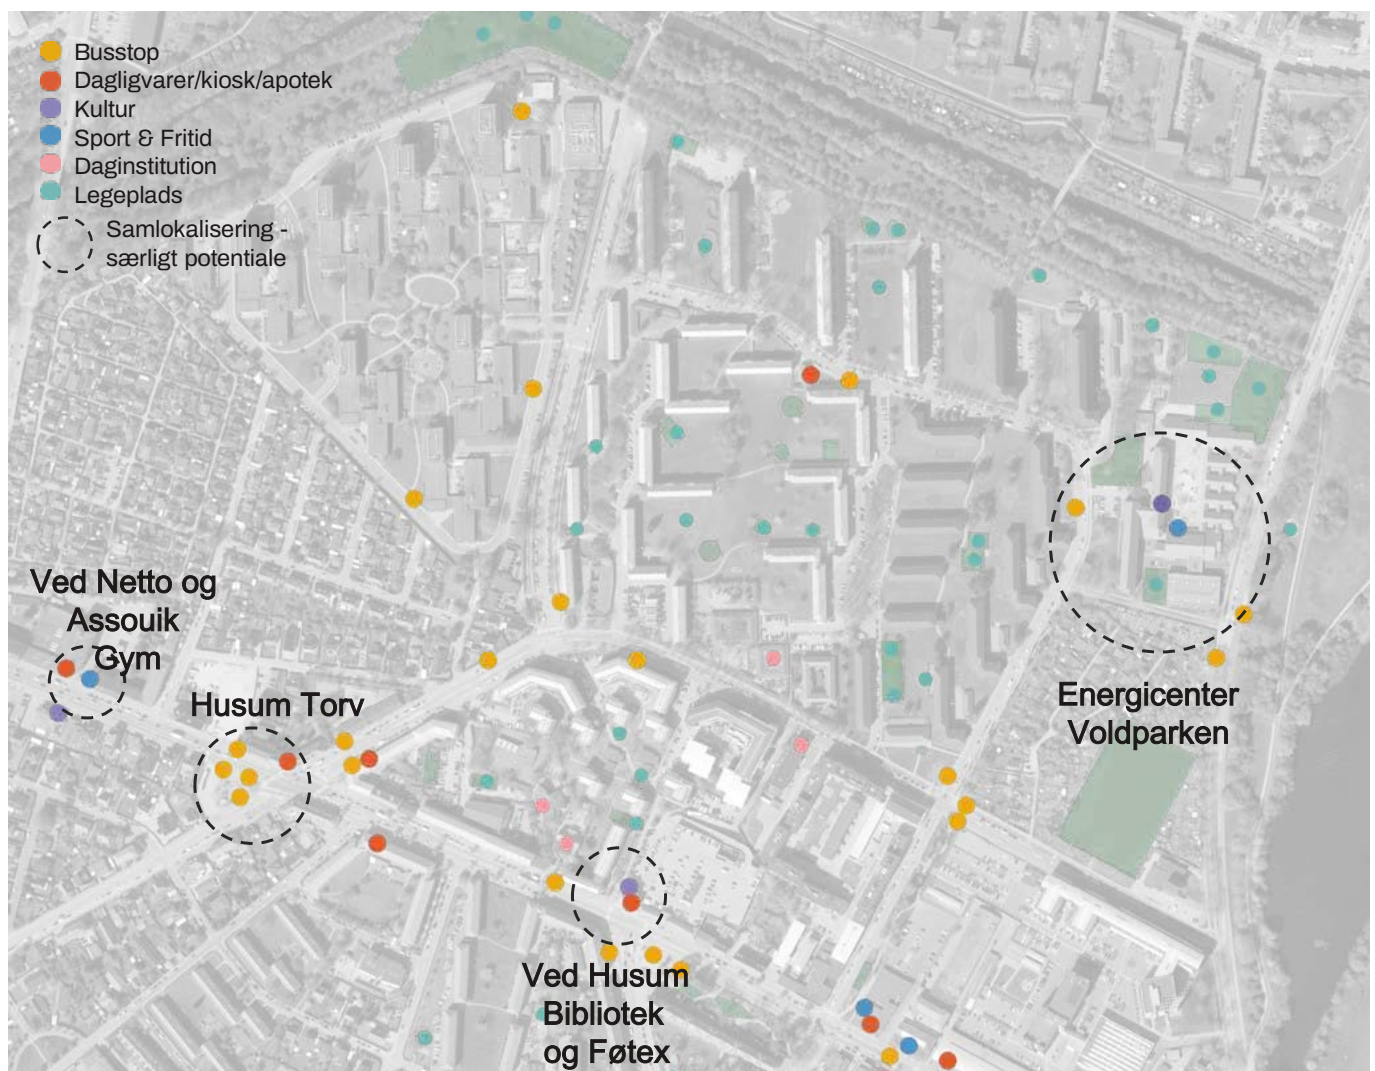 Busstop
Dagligvarer/kiosk/apotek
Kultur
Sport & Fritid
Daginstitution
Legeplads
Samlokalisering -
særligt potentiale
Ved Netto og
Assouik
Gym
Husum Torv
Energicenter
Voldparken
Ved Husum
Bibliotek
og Føtex